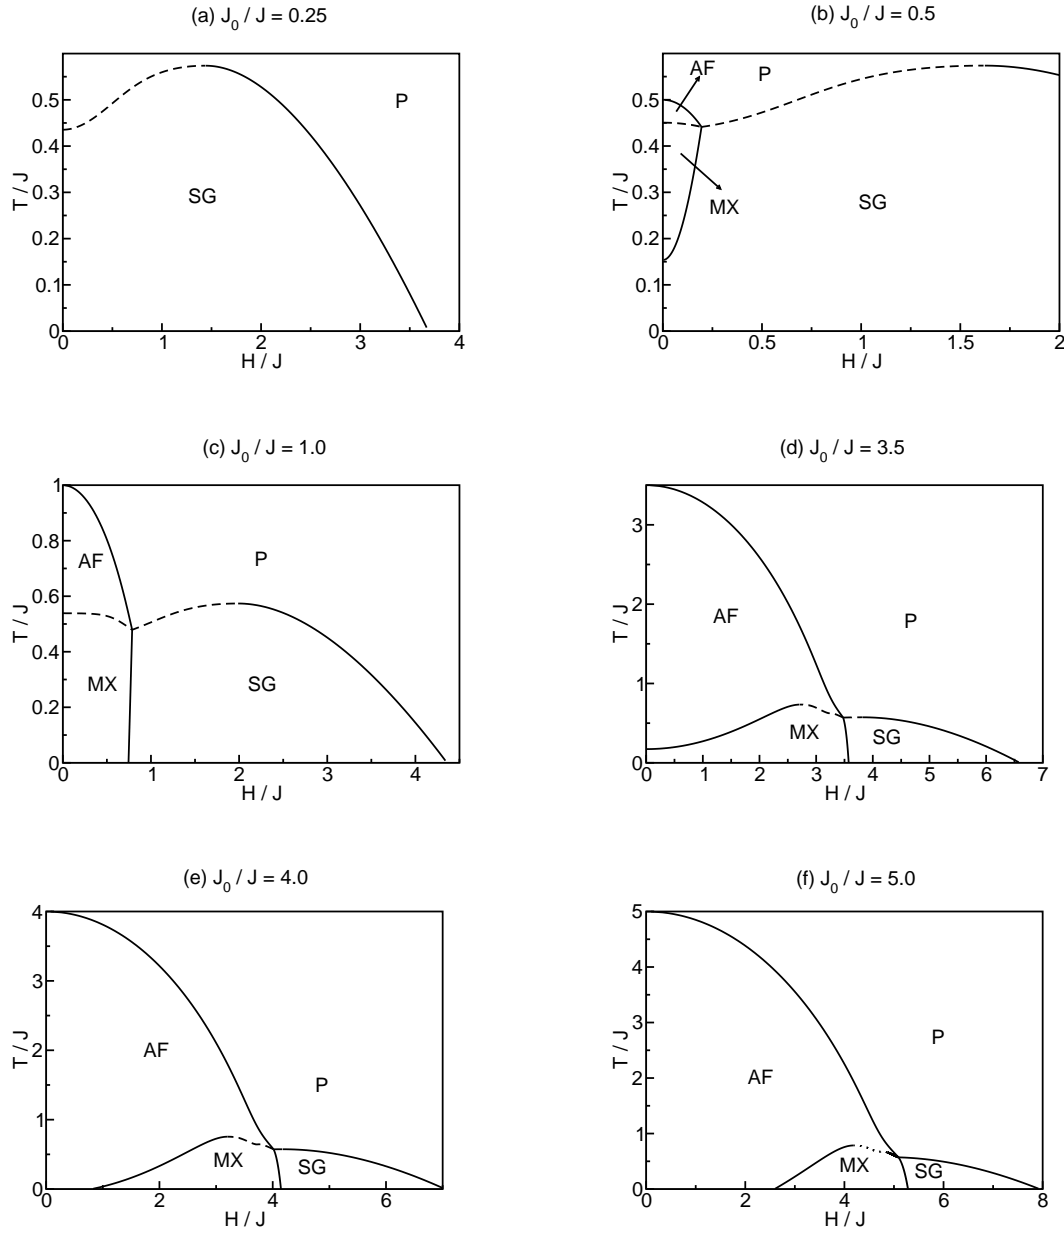 (a) J0 / J = 0.25
T / J
0.5
0.4
0.3
0.2
0.1
0
P
SG
0 1 2 3 4
H / J
(b) J0 / J = 0.5
T / J
0.5
0.4
0.3
0.2
0.1
0
AF
P
MX
SG
0 0.5 1 1.5 2
H / J
(c) J0 / J = 1.0
T / J
1
0.8
0.6
0.4
0.2
0
AF
P
MX
SG
0 1 2 3 4
H / J
(d) J0 / J = 3.5
T / J
3
2
1
0
AF
P
MX
SG
0 1 2 3 4 5 6 7
H / J
(e) J0 / J = 4.0
T / J
4
3
2
1
0
AF
P
MX
SG
0 2 4 6
H / J
(f) J0 / J = 5.0
T / J
5
4
3
2
1
0
AF
P
MX
SG
0 2 4 6 8
H / J